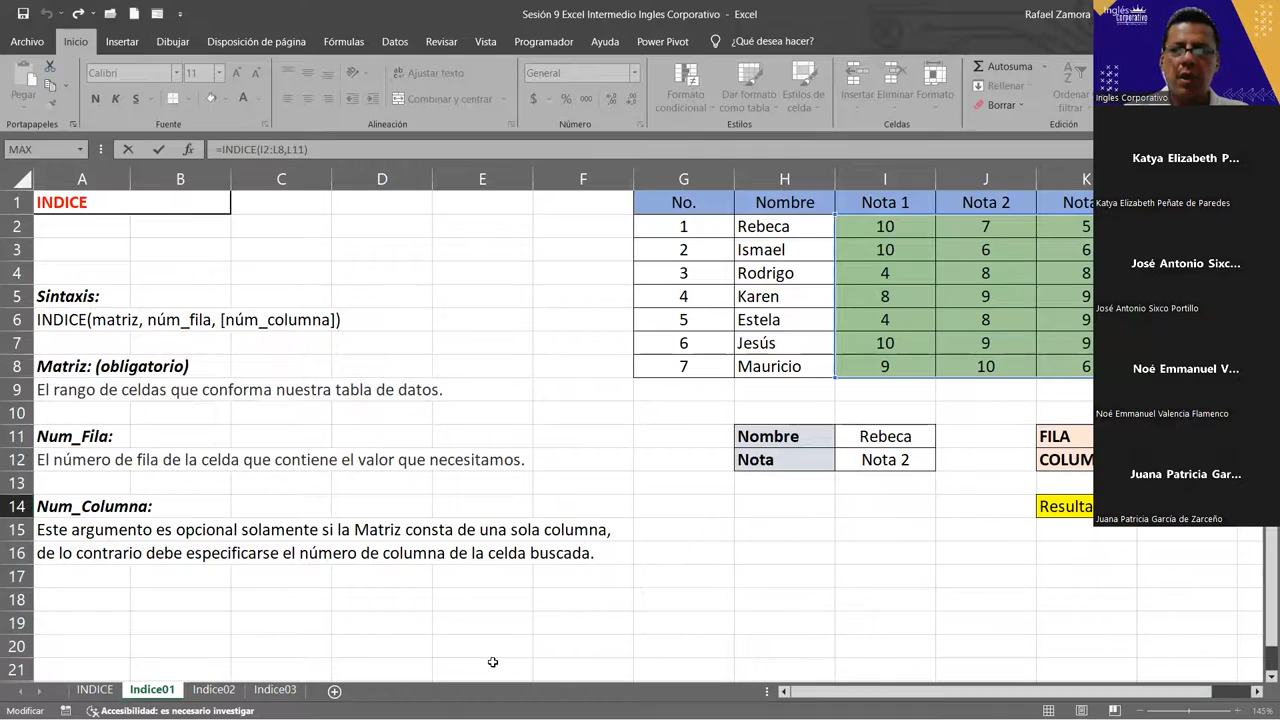 Sesión 9 Excel Intermedio Ingles Corporativo - Excel
Rafael Zamora
Archivo Inicio Insertar Dibujar Disposición de página Fórmulas Datos Revisar Vista Programador Ayuda Power Pivot ¿Qué desea hacer?
Pegar
Calibri 11
N K S
Ajustar texto
Combinar y centrar
General
$ % 000
Formato condicional
Dar formato como tabla
Estilos de celda
Insertar Eliminar Formato
Autosuma
Rellenar
Borrar
Ordenar
filtrar
Portapapeles Fuente Alineación Número Estilos Celdas Edición
MAX =INDICE(I2:L8,L11)
A B C D E F G H I J K
1 INDICE No. Nombre Nota 1 Nota 2
2 1 Rebeca 10 7 5
3 2 Ismael 10 6 6
4 3 Rodrigo 4 8 8
5 Sintaxis: 4 Karen 8 9 9
6 INDICE(matriz, núm_fila, [núm_columna]) 5 Estela 4 8 9
7 6 Jesús 10 9 9
8 Matriz: (obligatorio) 7 Mauricio 9 10 6
9 El rango de celdas que conforma nuestra tabla de datos.
10
11 Num_Fila: Nombre Rebeca FILA
12 El número de fila de la celda que contiene el valor que necesitamos. Nota Nota 2 COLUM
13
14 Num_Columna: Resulta
15 Este argumento es opcional solamente si la Matriz consta de una sola columna,
16 de lo contrario debe especificarse el número de columna de la celda buscada.
17
18
19
20
21
INDICE Indice01 Indice02 Indice03
Modificar Accesibilidad: es necesario investigar 145%
Inglés
Corporativo
Ingles Corporativo
Katya Elizabeth P...
Katya Elizabeth Peñate de Paredes
José Antonio Sixc...
José Antonio Sixco Portillo
Noé Emmanuel V...
Noé Emmanuel Valencia Flamenco
Juana Patricia Gar...
Juana Patricia García de Zarceño